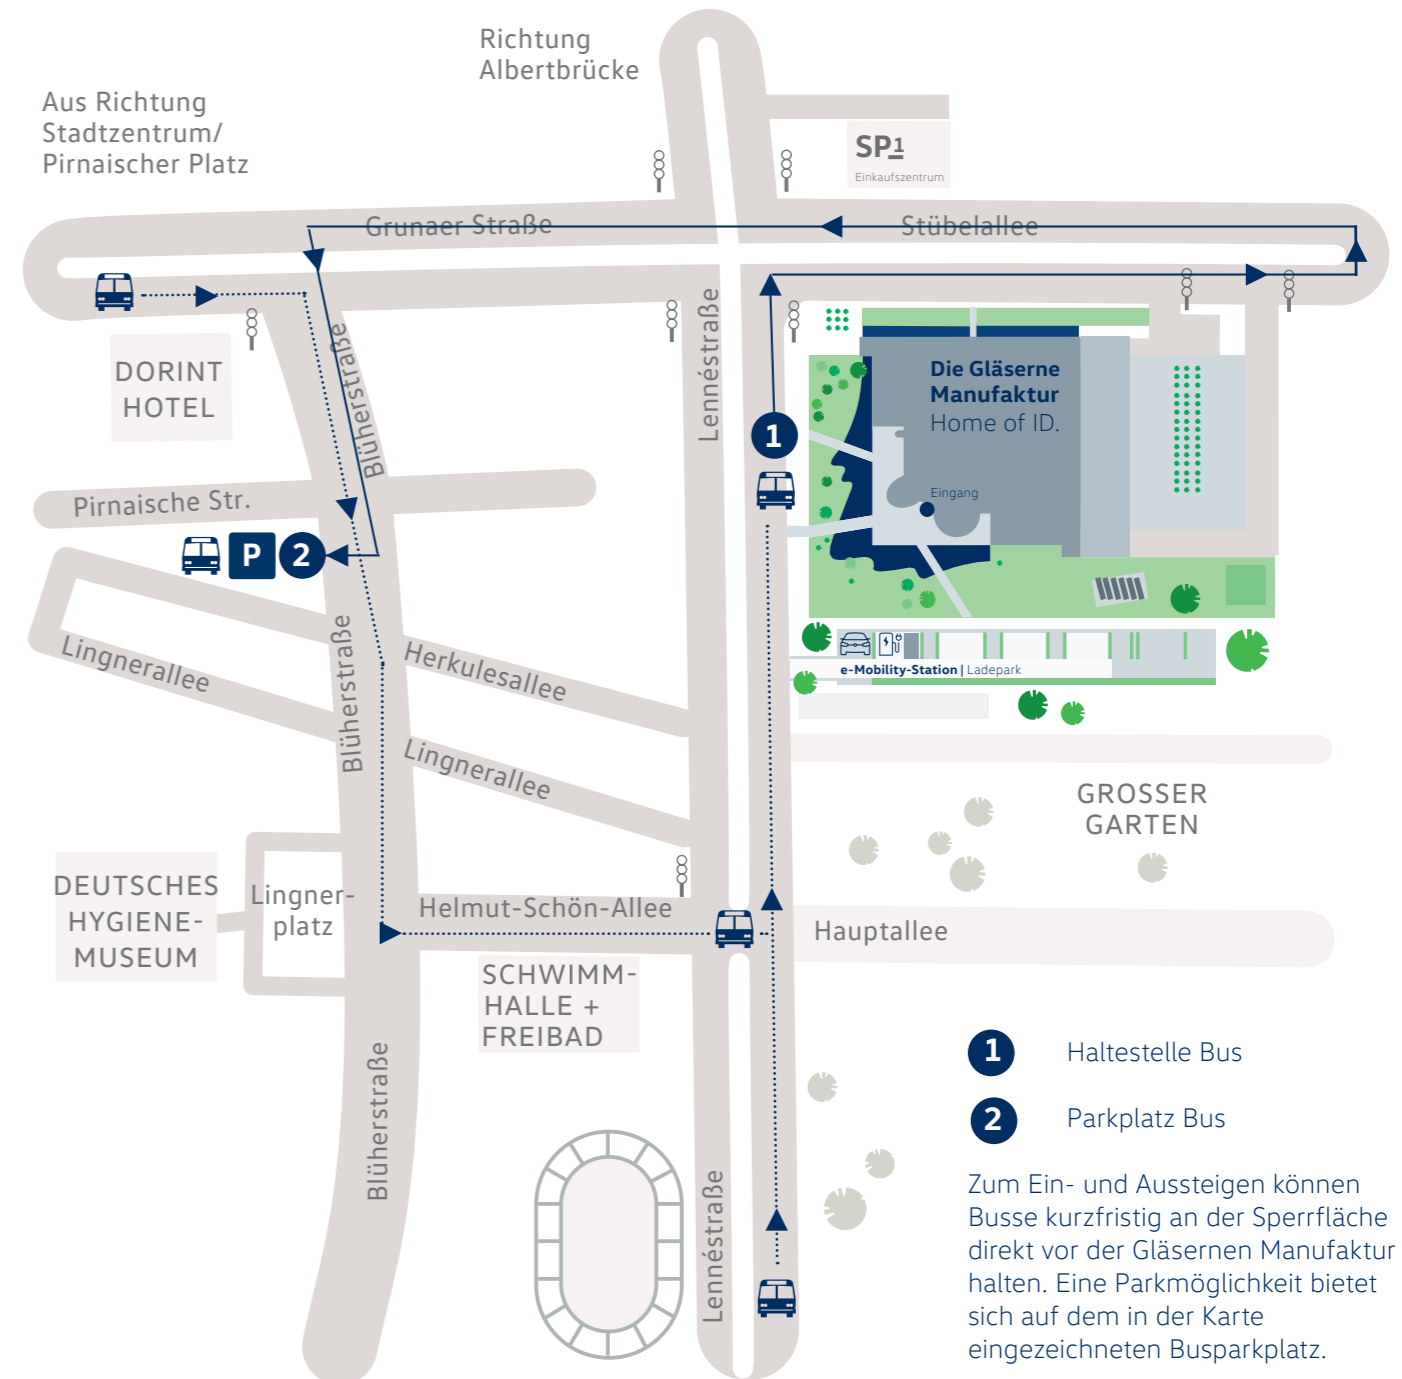 Richtung
Albertbrücke
Aus Richtung
Stadtzentrum/
Pirnaischer Platz
SP1
Einkaufszentrum
Grunaer Straße
Stübelallee
DORINT
HOTEL
Blüherstraße
Lennéstraße
Die Gläserne
Manufaktur
Home of ID.
1
Eingang
Pirnaische Str.
P
2
Lingnerallee
Blüherstraße
Herkulesallee
e-Mobility-Station | Ladepark
Lingnerallee
GROSSER
GARTEN
DEUTSCHES
HYGIENE-
MUSEUM
Lingner-
platz
Helmut-Schön-Allee
Hauptallee
SCHWIMM-
HALLE +
FREIBAD
Blüherstraße
Lennéstraße
1
Haltestelle Bus
2
Parkplatz Bus
Zum Ein- und Aussteigen können
Busse kurzfristig an der Sperrfläche
direkt vor der Gläsernen Manufaktur
halten. Eine Parkmöglichkeit bietet
sich auf dem in der Karte
eingezeichneten Busparkplatz.